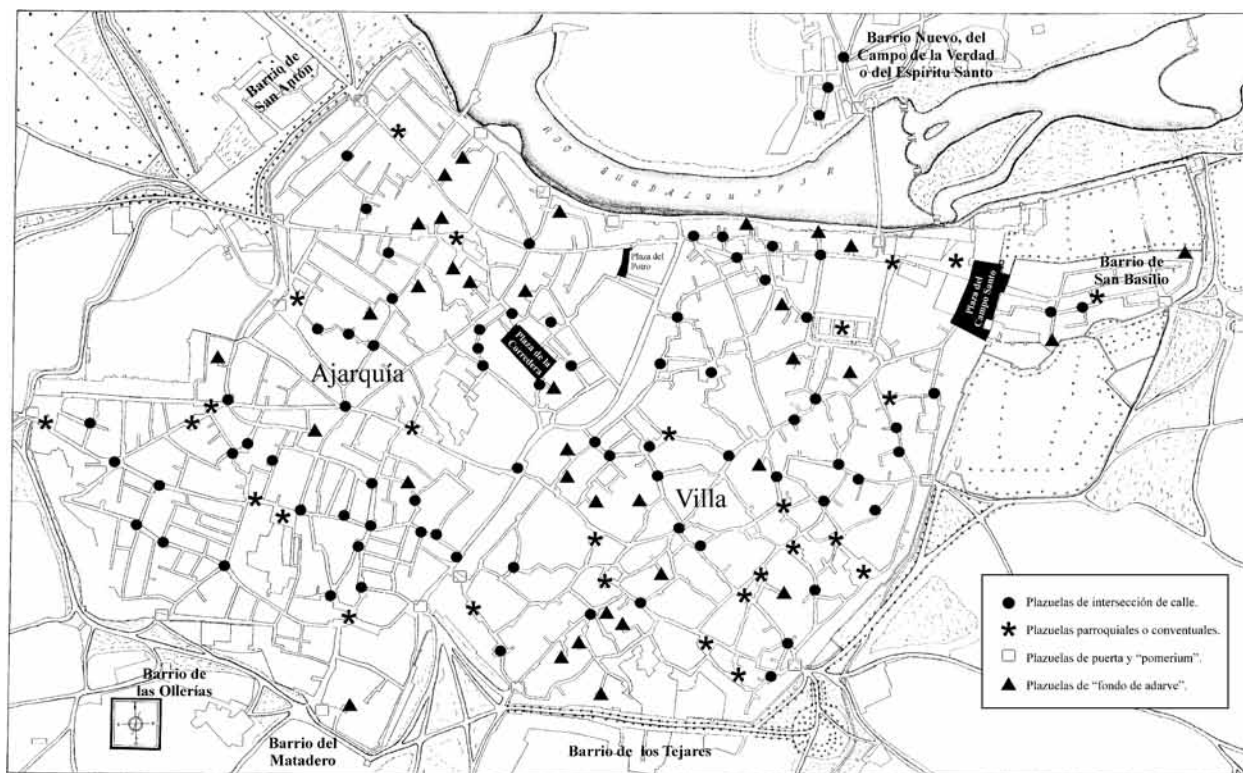 Barrio de
San Aptón
Barrio Nuevo, del
Campo de la Verdad
o del Espíritu Santo
RIO GUADALQUIVIR
Plaza del
Potro
Plaza del
Campo Santo
Barrio de
San Basilio
Plaza de la
Corredera
Ajarquía
Villa
Barrio de
las Ollerías
Barrio del
Matadero
Barrio de los Tejares
Plazuelas de intersección de calle.
Plazuelas parroquiales o conventuales.
Plazuelas de puerta y "pomerium".
Plazuelas de "fondo de adarve".